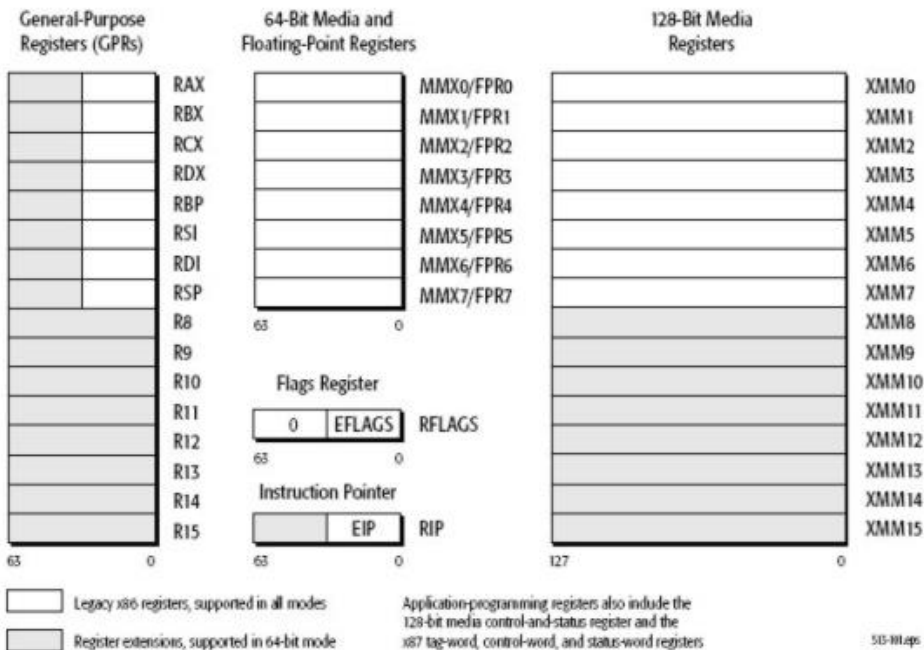 General-Purpose
Registers (GPRs)
64-Bit Media and
Floating-Point Registers
128-Bit Media
Registers
RAX
RBX
RCX
RDX
RBP
RSI
RDI
RSP
R8
R9
R10
R11
R12
R13
R14
R15
63 0
MMX0/FPR0
MMX1/FPR1
MMX2/FPR2
MMX3/FPR3
MMX4/FPR4
MMX5/FPR5
MMX6/FPR6
MMX7/FPR7
63 0
Flags Register
0 EFLAGS RFLAGS
63 0
Instruction Pointer
EIP RIP
63 0
XMM0
XMM1
XMM2
XMM3
XMM4
XMM5
XMM6
XMM7
XMM8
XMM9
XMM10
XMM11
XMM12
XMM13
XMM14
XMM15
127 0
Legacy x86 registers, supported in all modes
Register extensions, supported in 64-bit mode
Application-programming registers also include the
128-bit media control-and-status register and the
x87 tag-word, control-word, and status-word registers